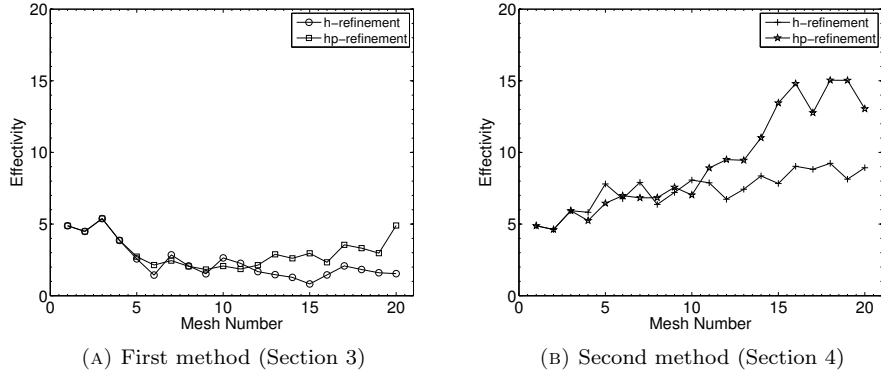 20
15
10
5
0
Effectivity
0 5 10 15 20
Mesh Number
h−refinement
hp−refinement
(A) First method (Section 3)
20
15
10
5
0
Effectivity
0 5 10 15 20
Mesh Number
h−refinement
hp−refinement
(B) Second method (Section 4)